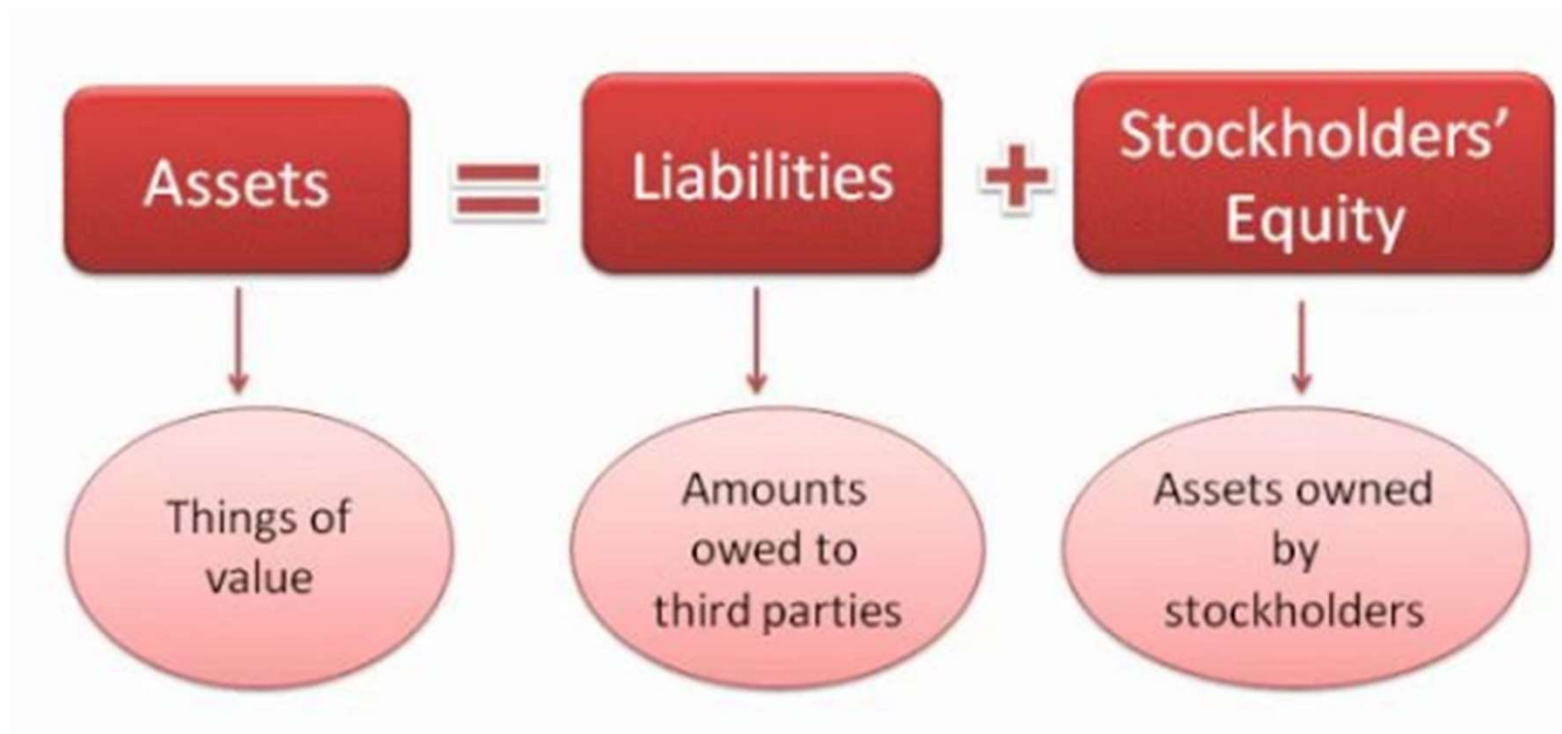 Assets = Liabilities + Stockholders’
Equity
Things of
value
Amounts
owed to
third parties
Assets owned
by
stockholders